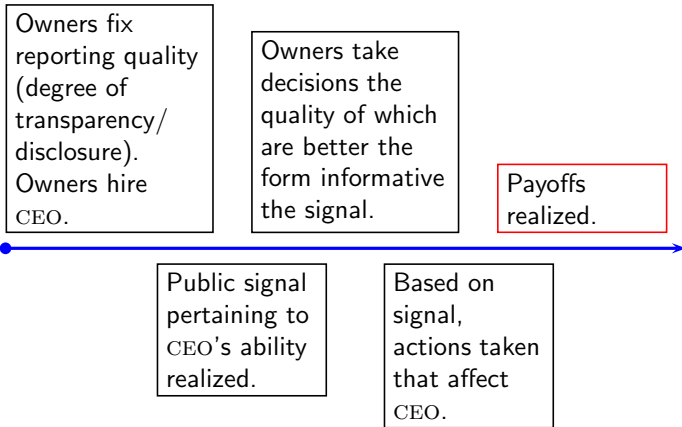 Owners fix
reporting quality
(degree of
transparency/
disclosure).
Owners hire
CEO.
Public signal
pertaining to
CEO's ability
realized.
Owners take
decisions the
quality of which
are better the
form informative
the signal.
Based on
signal,
actions taken
that affect
CEO.
Payoffs
realized.